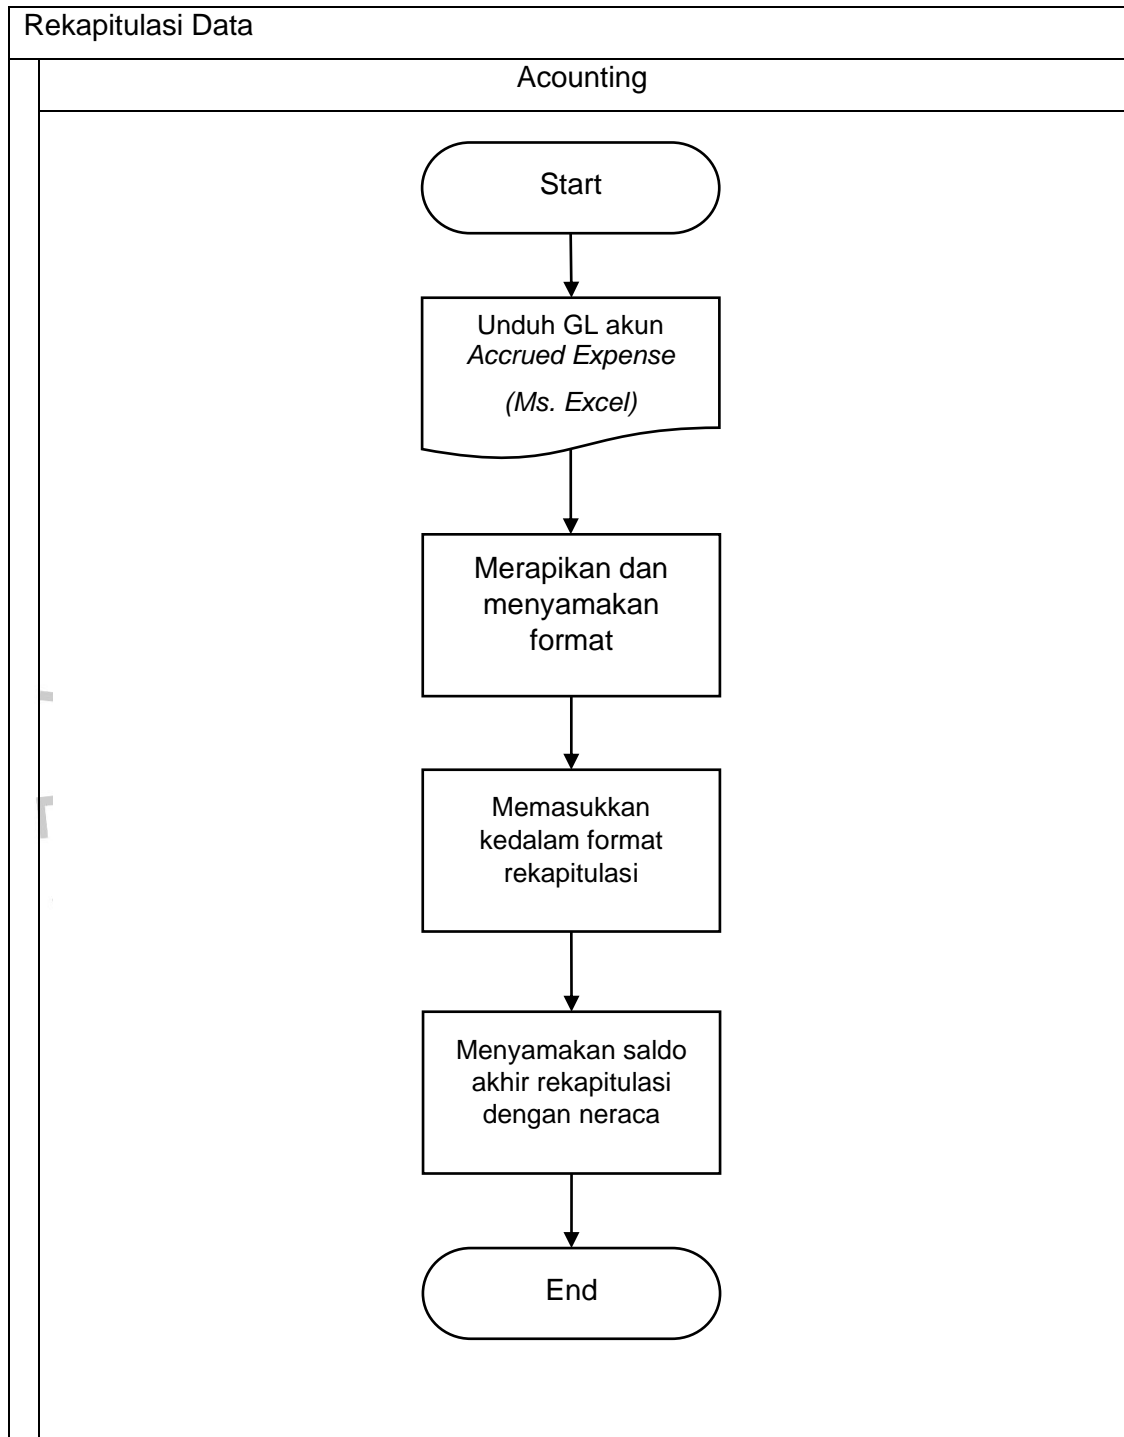 Rekapitulasi Data
Acounting
Start
Unduh GL akun
Accrued Expense
(Ms. Excel)
Merapikan dan
menyamakan
format
Memasukkan
kedalam format
rekapitulasi
Menyamakan saldo
akhir rekapitulasi
dengan neraca
End